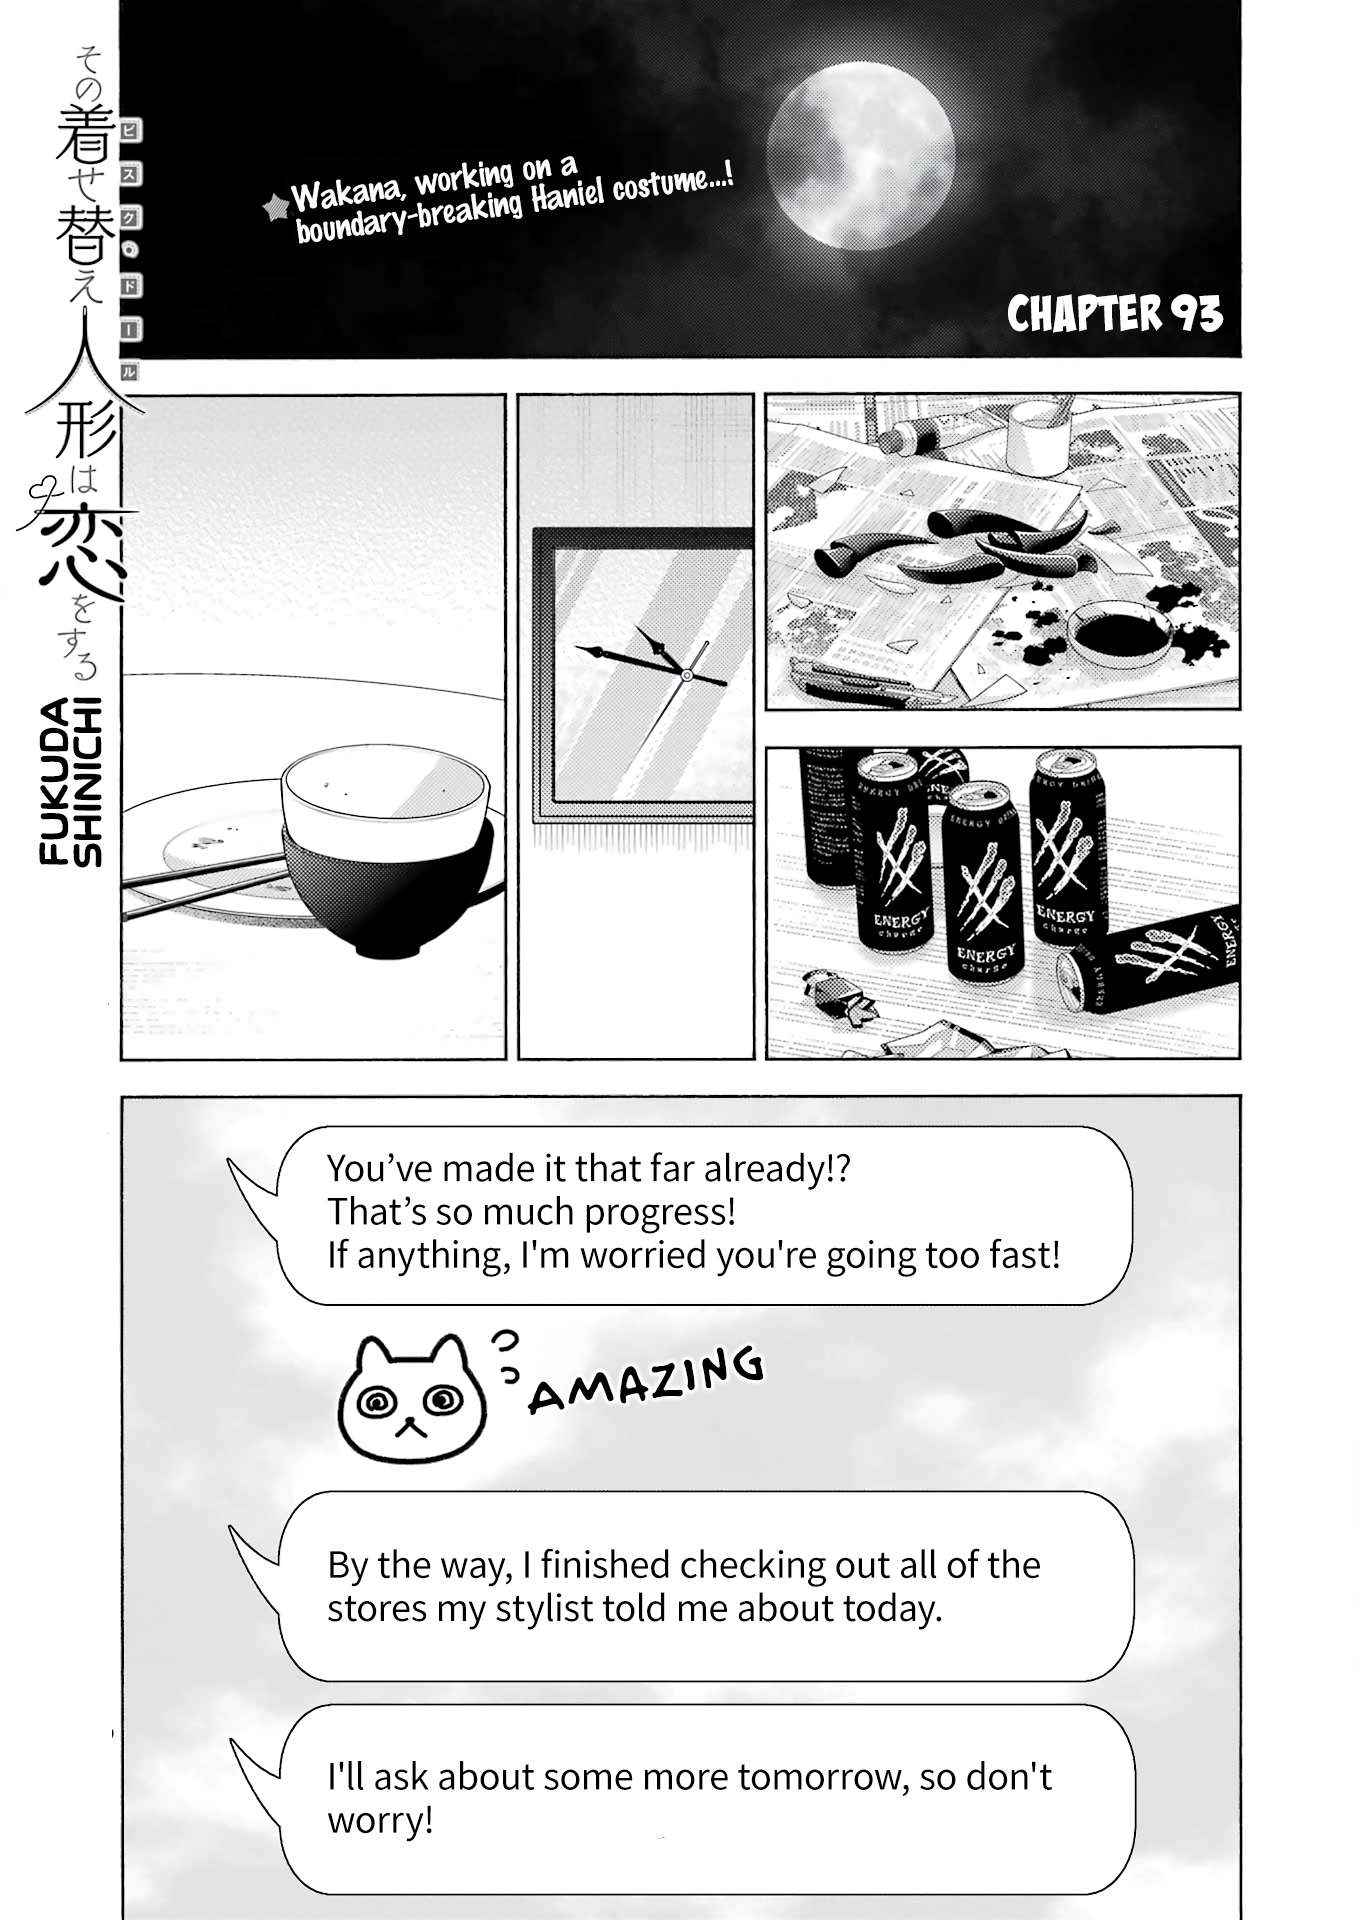 その着せ替え人形は恋をする
ビスク・ドール
FUKUDA
SHINICHI
Wakana, working on a
boundary-breaking Haniel costume...!
CHAPTER 93
ENERGY
ENERGY
ENERGY
ENERGY
You’ve made it that far already!?
That’s so much progress!
If anything, I'm worried you're going too fast!
AMAZING
By the way, I finished checking out all of the
stores my stylist told me about today.
I'll ask about some more tomorrow, so don't
worry!